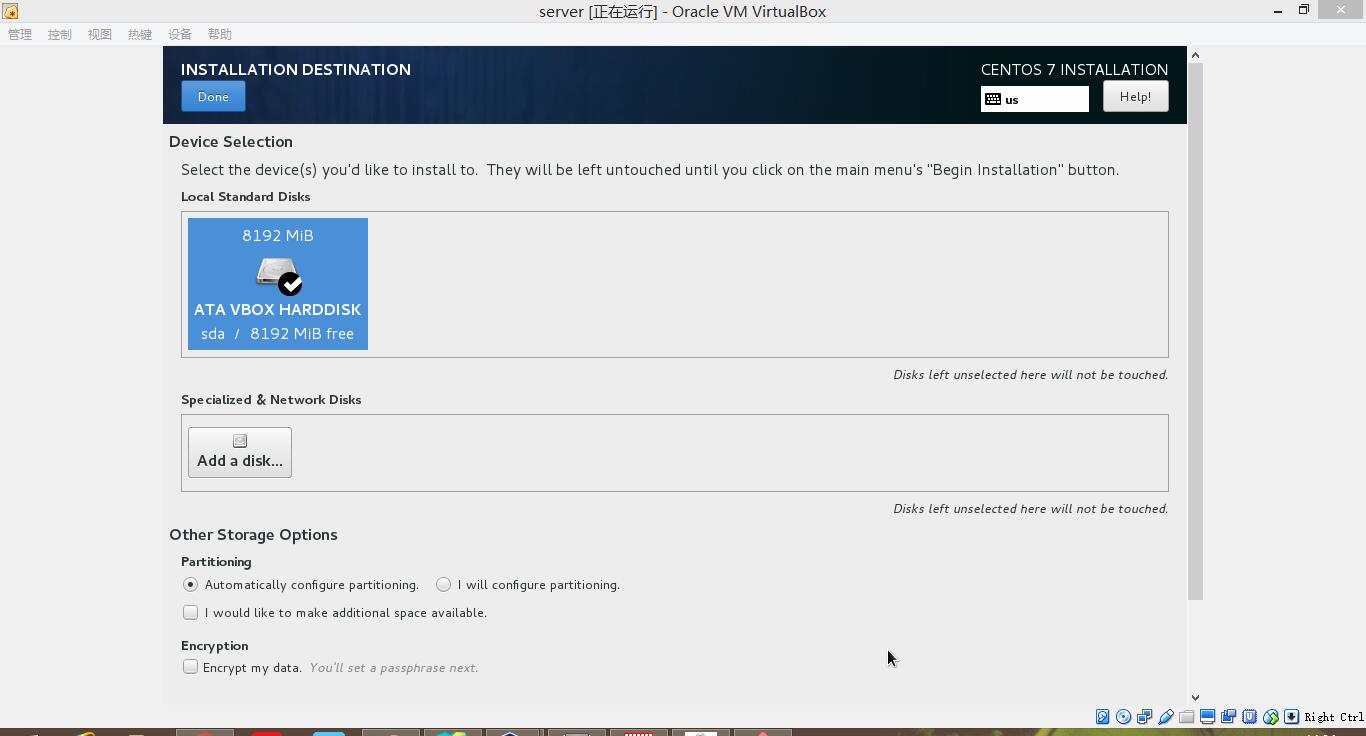 server [正在运行] - Oracle VM VirtualBox
管理 控制 视图 热键 设备 帮助
INSTALLATION DESTINATION
CENTOS 7 INSTALLATION
Done
us
Help!
Device Selection
Select the device(s) you'd like to install to. They will be left untouched until you click on the main menu's "Begin Installation" button.
Local Standard Disks
8192 MiB
ATA VBOX HARDDISK
sda / 8192 MiB free
Disks left unselected here will not be touched.
Specialized & Network Disks
Add a disk...
Disks left unselected here will not be touched.
Other Storage Options
Partitioning
Automatically configure partitioning. I will configure partitioning.
I would like to make additional space available.
Encryption
Encrypt my data. You'll set a passphrase next.
Right Ctrl